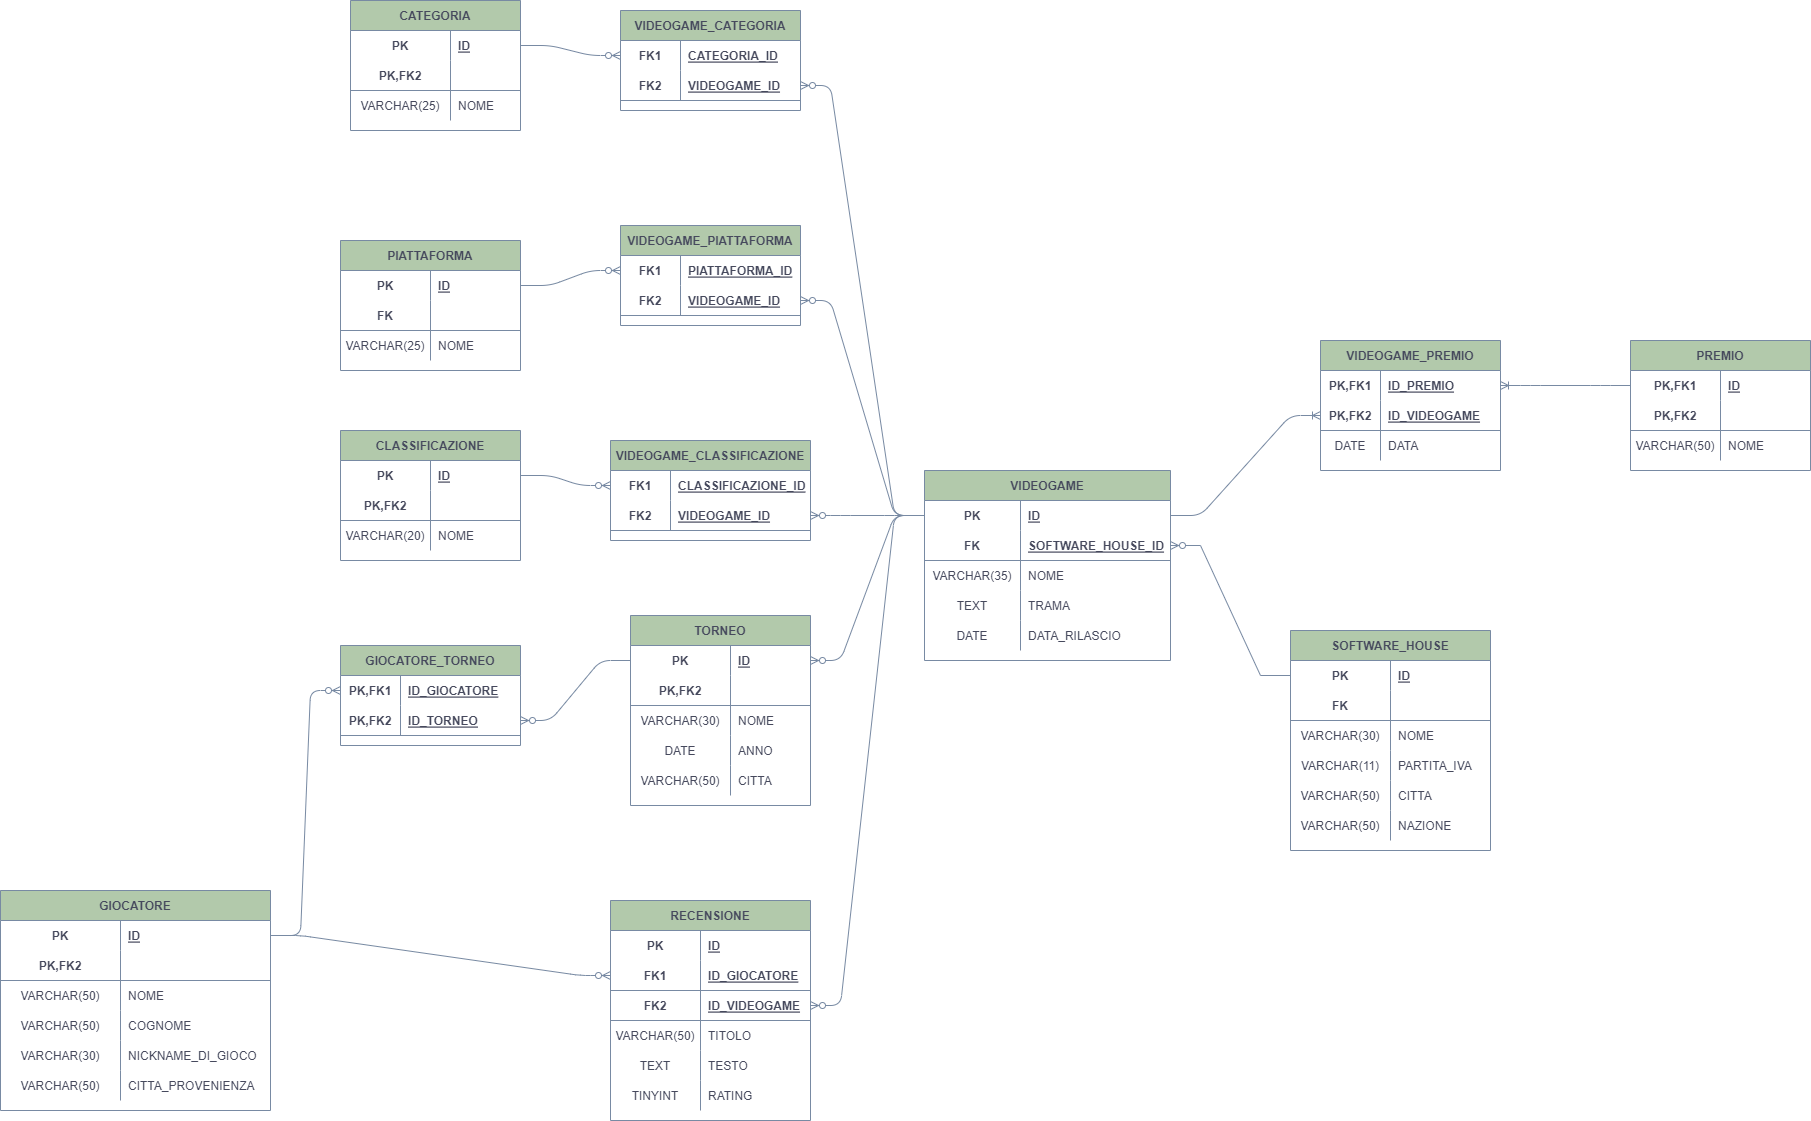 CATEGORIA
PK ID
PK,FK2
VARCHAR(25) NOME
VIDEOGAME_CATEGORIA
FK1 CATEGORIA_ID
FK2 VIDEOGAME_ID
PIATTAFORMA
PK ID
FK
VARCHAR(25) NOME
VIDEOGAME_PIATTAFORMA
FK1 PIATTAFORMA_ID
FK2 VIDEOGAME_ID
CLASSIFICAZIONE
PK ID
PK,FK2
VARCHAR(20) NOME
VIDEOGAME_CLASSIFICAZIONE
FK1 CLASSIFICAZIONE_ID
FK2 VIDEOGAME_ID
VIDEOGAME
PK ID
FK SOFTWARE_HOUSE_ID
VARCHAR(35) NOME
TEXT TRAMA
DATE DATA_RILASCIO
VIDEOGAME_PREMIO
PK,FK1 ID_PREMIO
PK,FK2 ID_VIDEOGAME
DATE DATA
PREMIO
PK,FK1 ID
PK,FK2
VARCHAR(50) NOME
GIOCATORE_TORNEO
PK,FK1 ID_GIOCATORE
PK,FK2 ID_TORNEO
TORNEO
PK ID
PK,FK2
VARCHAR(30) NOME
DATE ANNO
VARCHAR(50) CITTA
SOFTWARE_HOUSE
PK ID
FK
VARCHAR(30) NOME
VARCHAR(11) PARTITA_IVA
VARCHAR(50) CITTA
VARCHAR(50) NAZIONE
GIOCATORE
PK ID
PK,FK2
VARCHAR(50) NOME
VARCHAR(50) COGNOME
VARCHAR(30) NICKNAME_DI_GIOCO
VARCHAR(50) CITTA_PROVENIENZA
RECENSIONE
PK ID
FK1 ID_GIOCATORE
FK2 ID_VIDEOGAME
VARCHAR(50) TITOLO
TEXT TESTO
TINYINT RATING